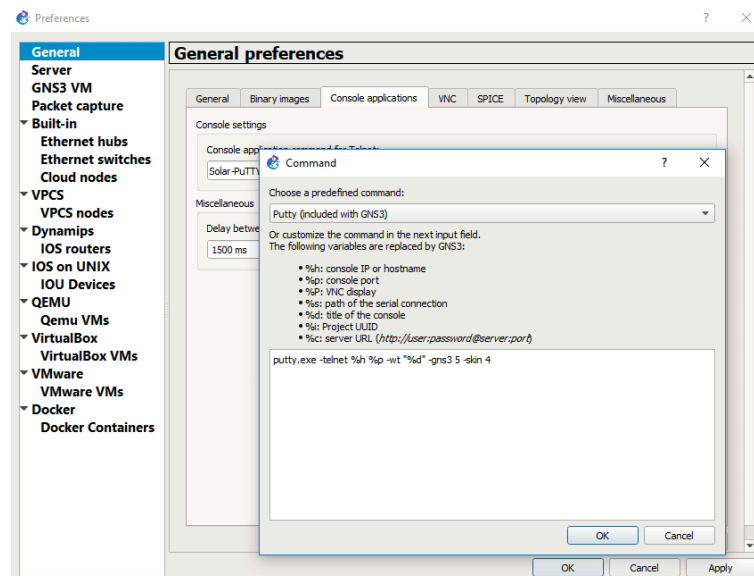 Preferences
General
Server
GNS3 VM
Packet capture
Built-in
Ethernet hubs
Ethernet switches
Cloud nodes
VPCS
VPCS nodes
Dynamips
IOS routers
IOS on UNIX
IOU Devices
QEMU
Qemu VMs
VirtualBox
VirtualBox VMs
VMware
VMware VMs
Docker
Docker Containers
General preferences
General Binary images Console applications VNC SPICE Topology view Miscellaneous
Console settings
Console
Solar-PuTTY
Miscellaneous
Delay
1500 ms
Command
Choose a predefined command:
Putty (included with GNS3)
Or customize the command in the next input field.
The following variables are replaced by GNS3:
• %h: console IP or hostname
• %p: console port
• %P: VNC display
• %s: path of the serial connection
• %d: title of the console
• %i: Project UUID
• %c: server URL (http://user:password@server:port)
putty.exe -telnet %h %p -wt "%d" -gns3 5 -skin 4
OK Cancel
OK Cancel Apply